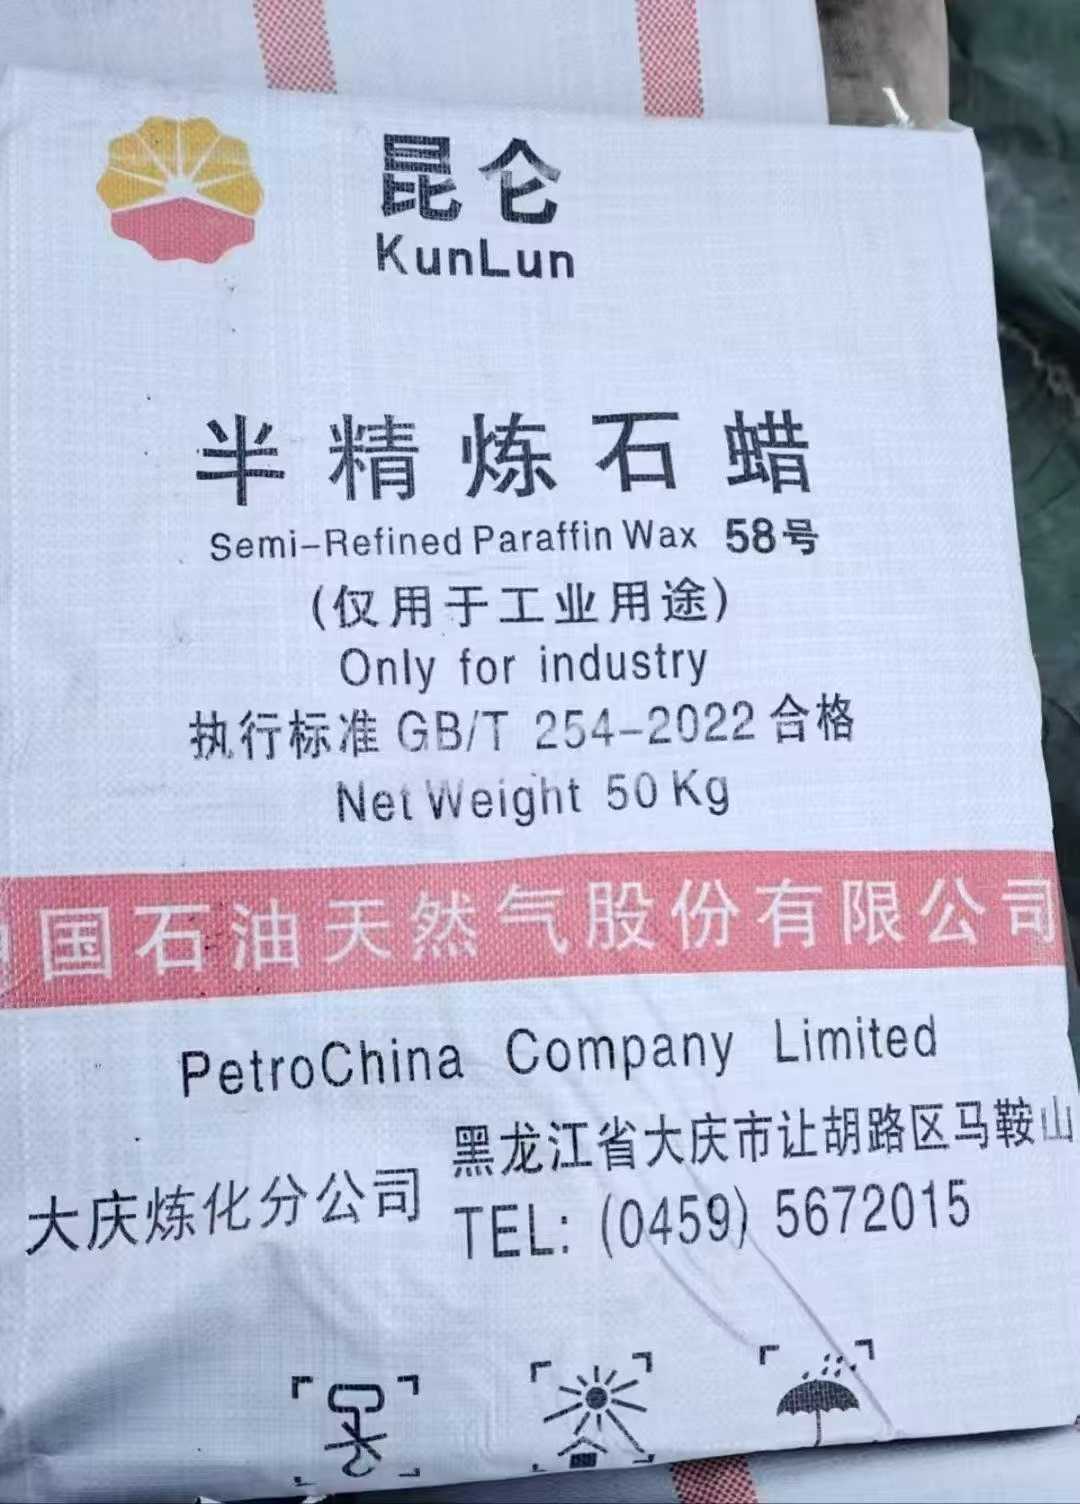 昆仑
KunLun
半精炼石蜡
Semi-Refined Paraffin Wax 58号
(仅用于工业用途)
Only for industry
执行标准 GB/T 254-2022 合格
Net Weight 50 Kg
国石油天然气股份有限公司
PetroChina Company Limited
大庆炼化分公司
黑龙江省大庆市让胡路区马鞍山
TEL: (0459) 5672015